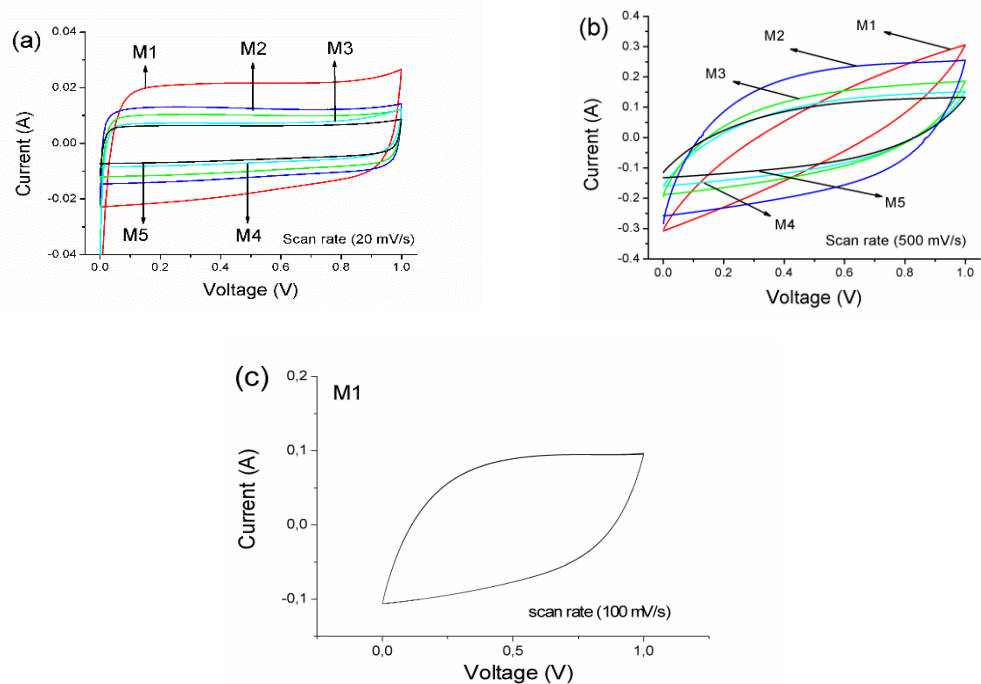 (a)
M1 M2 M3
0.04
0.02
0.00
-0.02
-0.04
Current (A)
M5 M4
Scan rate (20 mV/s)
0.0 0.2 0.4 0.6 0.8 1.0
Voltage (V)
(b)
M1
M2
M3
0.4
0.3
0.2
0.1
0.0
-0.1
-0.2
-0.3
-0.4
Current (A)
M5
M4
Scan rate (500 mV/s)
0.0 0.2 0.4 0.6 0.8 1.0
Voltage (V)
(c)
M1
0,2
0,1
0,0
-0,1
Current (A)
scan rate (100 mV/s)
0,0 0,5 1,0
Voltage (V)